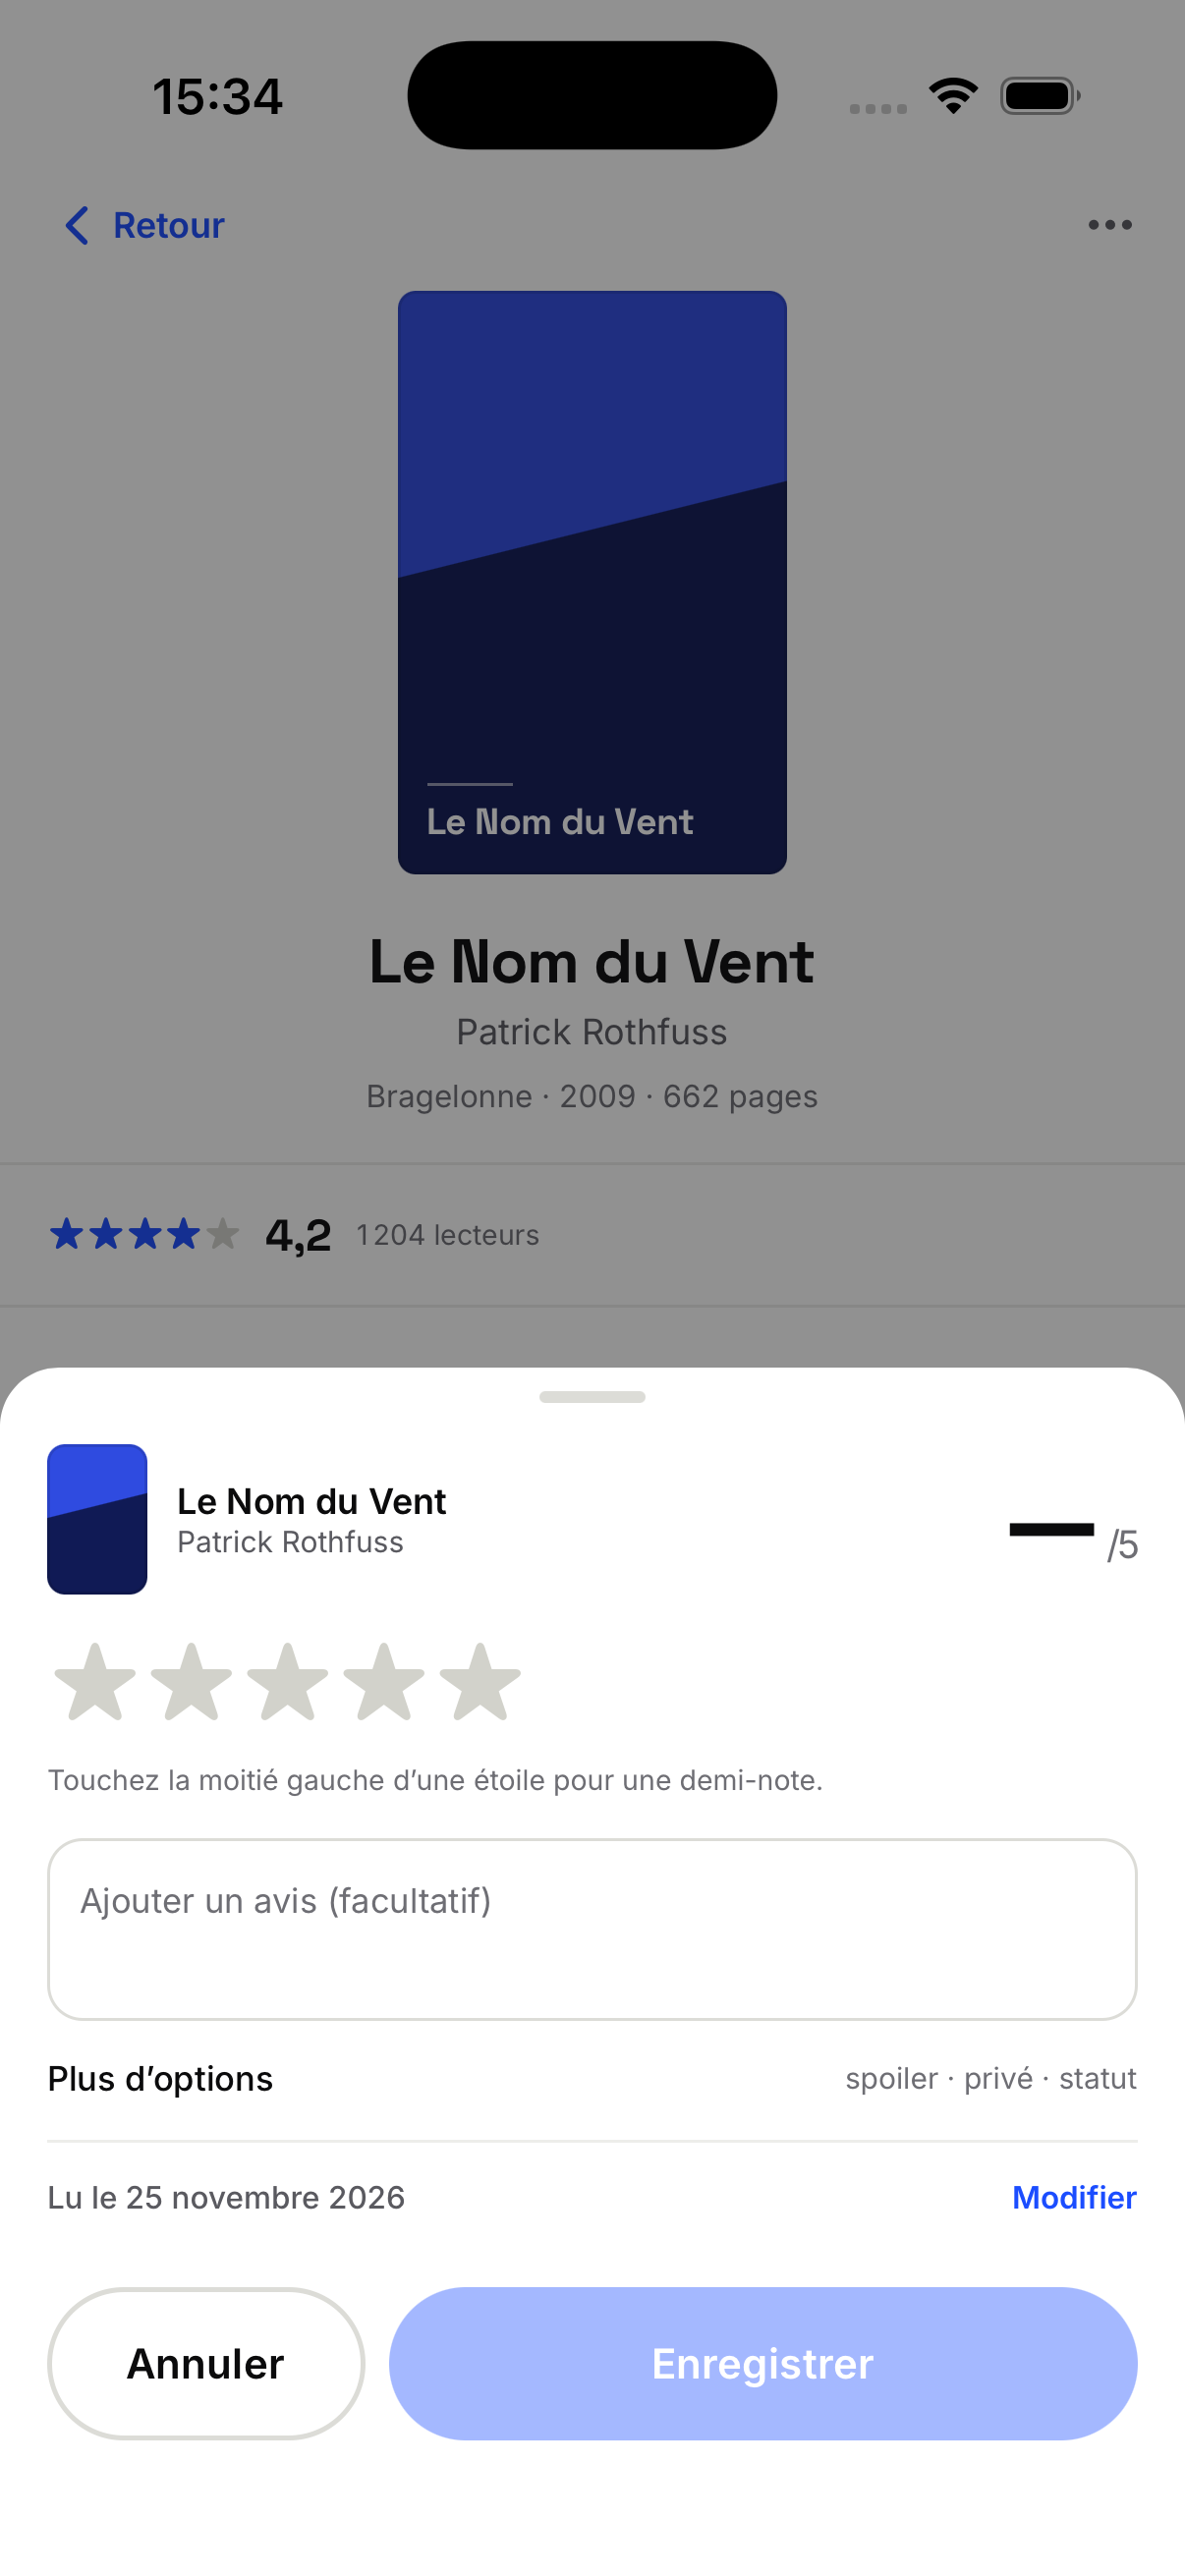 15:34
Retour
Le Nom du Vent
Le Nom du Vent
Patrick Rothfuss
Bragelonne · 2009 · 662 pages
4,2 1 204 lecteurs
Le Nom du Vent
Patrick Rothfuss
— /5
Touchez la moitié gauche d’une étoile pour une demi-note.
Ajouter un avis (facultatif)
Plus d’options spoiler · privé · statut
Lu le 25 novembre 2026 Modifier
Annuler Enregistrer